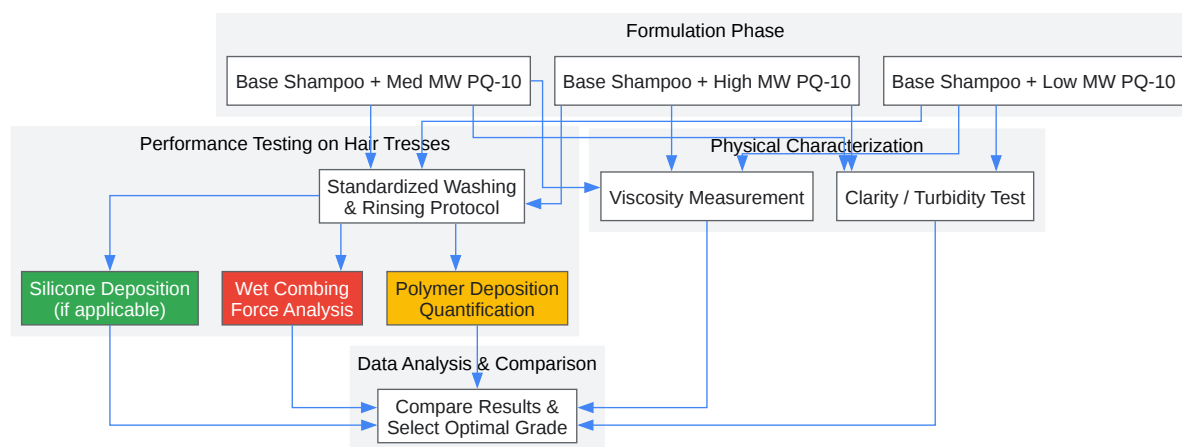 Formulation Phase
Base Shampoo + Med MW PQ-10
Base Shampoo + High MW PQ-10
Base Shampoo + Low MW PQ-10
Performance Testing on Hair Tresses
Physical Characterization
Standardized Washing
& Rinsing Protocol
Viscosity Measurement
Clarity / Turbidity Test
Silicone Deposition
(if applicable)
Wet Combing
Force Analysis
Polymer Deposition
Quantification
Data Analysis & Comparison
Compare Results &
Select Optimal Grade